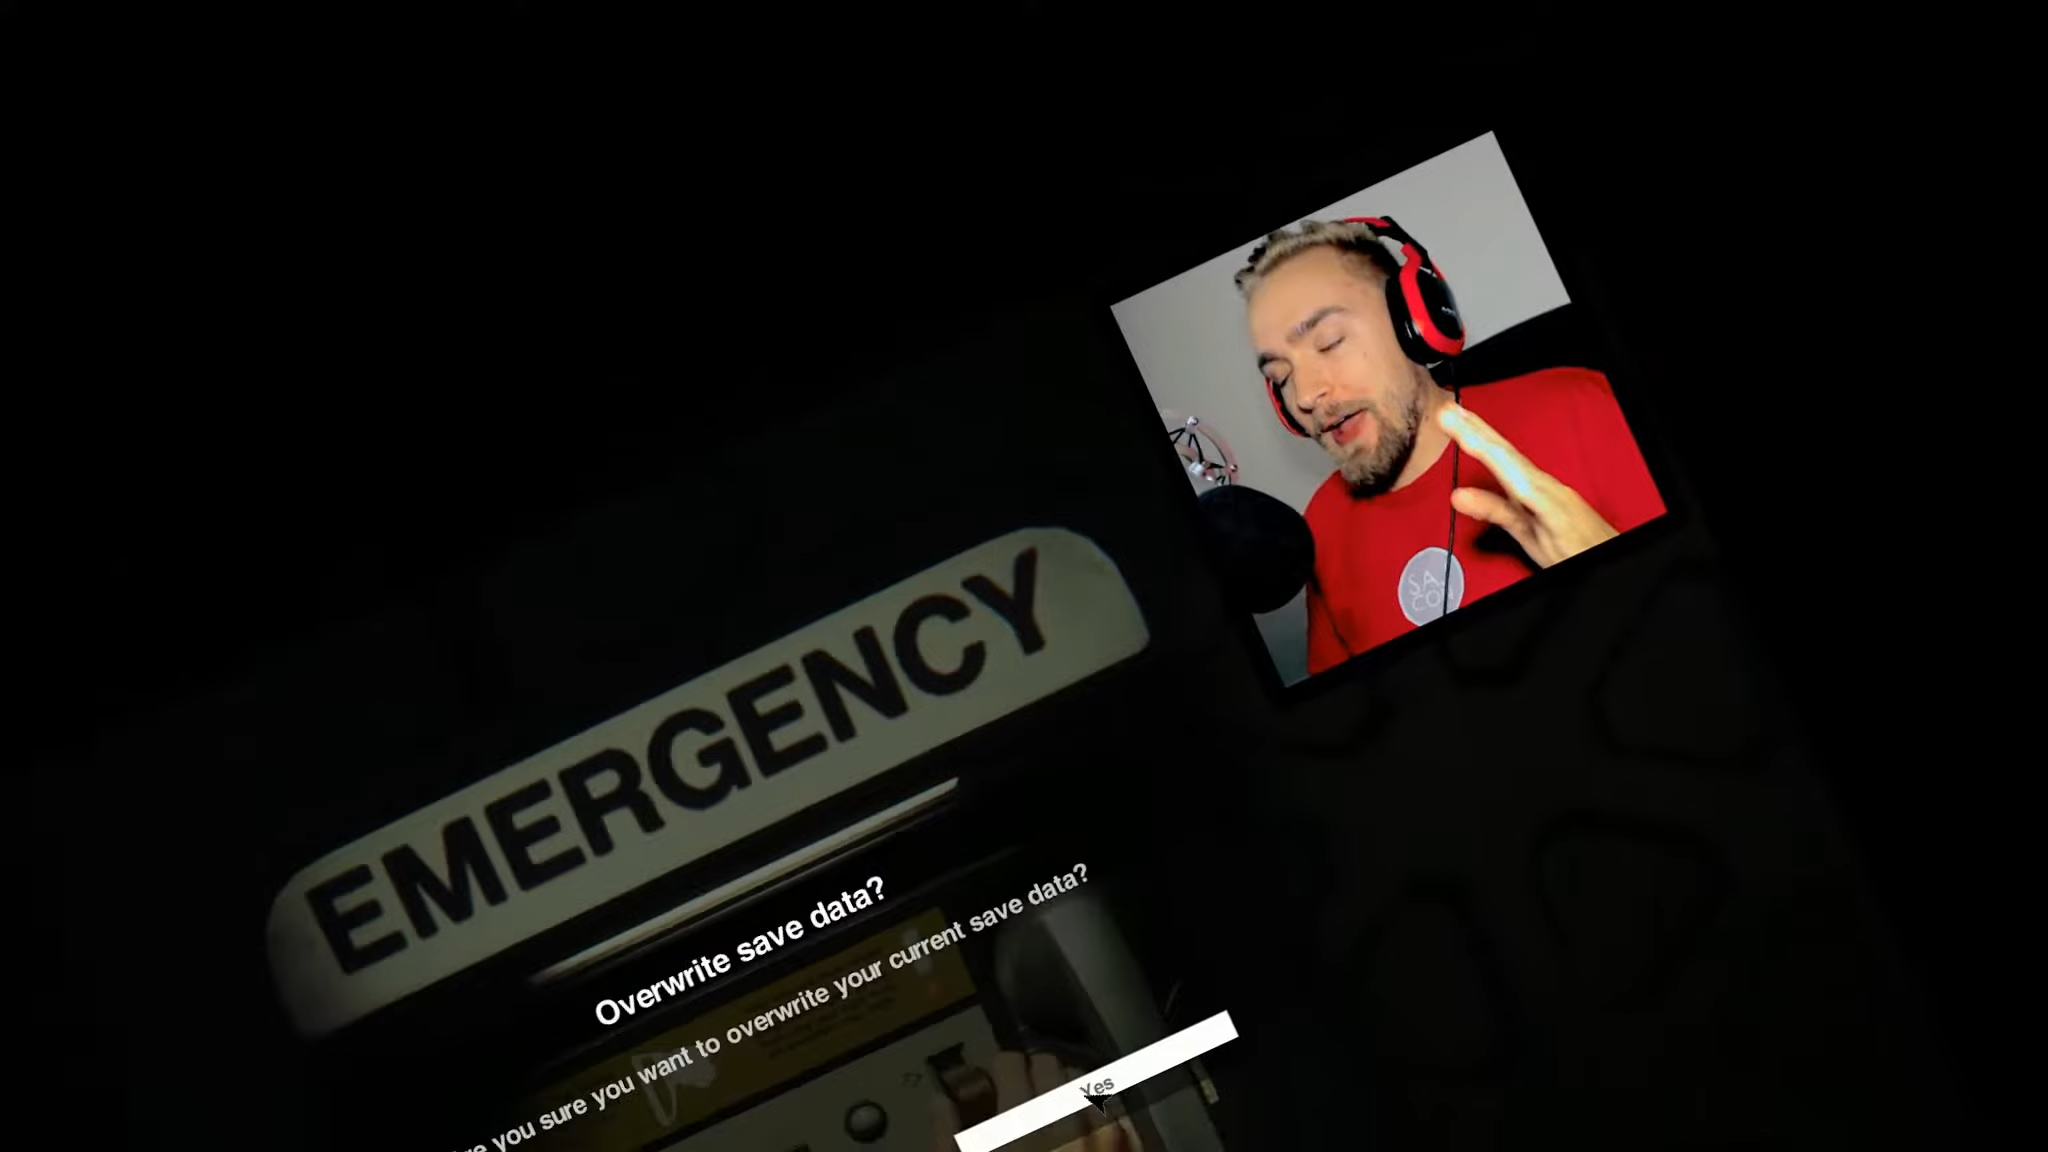 EMERGENCY
Overwrite save data?
you sure you want to overwrite your current save data?
Yes